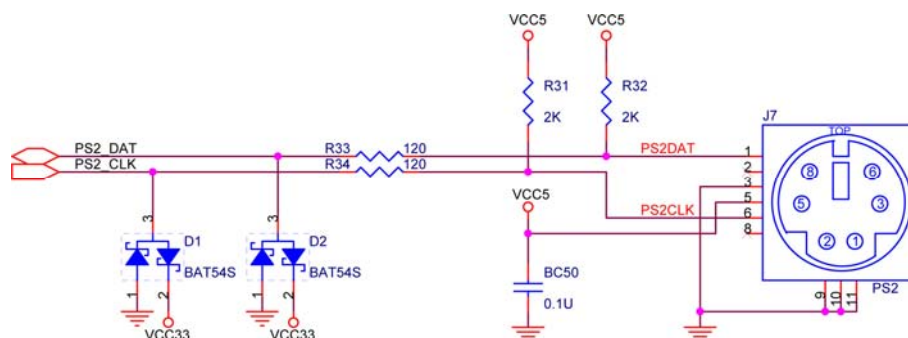 VCC5 VCC5
R31 R32
2K 2K
J7
TOP
PS2_DAT R33 120 PS2DAT 1
PS2_CLK R34 120 2
3
5
PS2CLK 6
8
8 6
5 3
2 1
VCC5
3 3
D1 D2
BAT54S BAT54S
BC50
0.1U
1 2 1 2
9 10 11
PS2
VCC33 VCC33